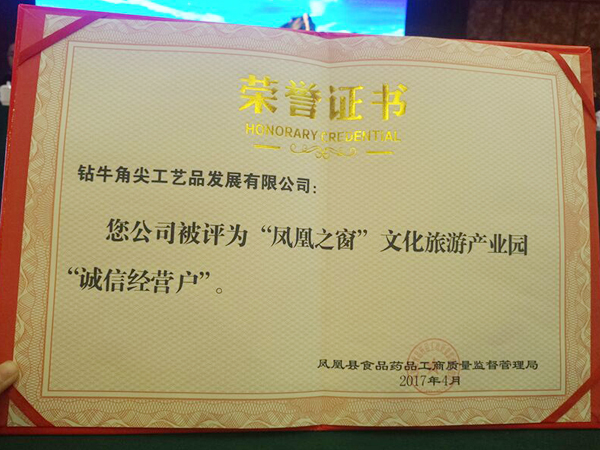 荣誉证书
HONORARY CREDENTIAL
钻牛角尖工艺品发展有限公司：
您公司被评为“凤凰之窗”文化旅游产业园
“诚信经营户”。
凤凰县食品药品工商质量监督管理局
2017年4月